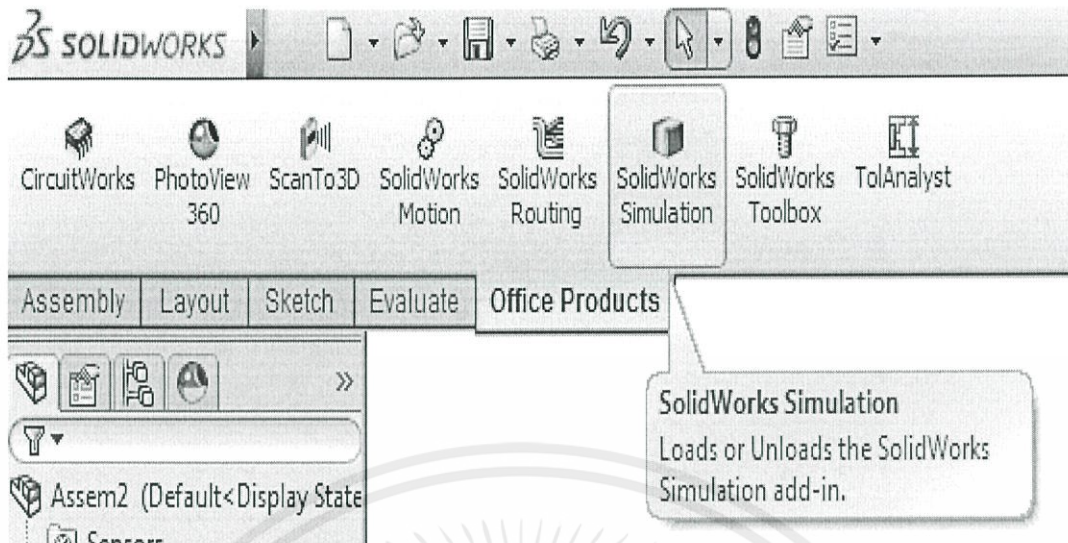 SOLIDWORKS
CircuitWorks
PhotoView
360
ScanTo3D
SolidWorks
Motion
SolidWorks
Routing
SolidWorks
Simulation
SolidWorks
Toolbox
TolAnalyst
Assembly Layout Sketch Evaluate Office Products
SolidWorks Simulation
Loads or Unloads the SolidWorks
Simulation add-in.
Assem2 (Default<Display State
Sensors